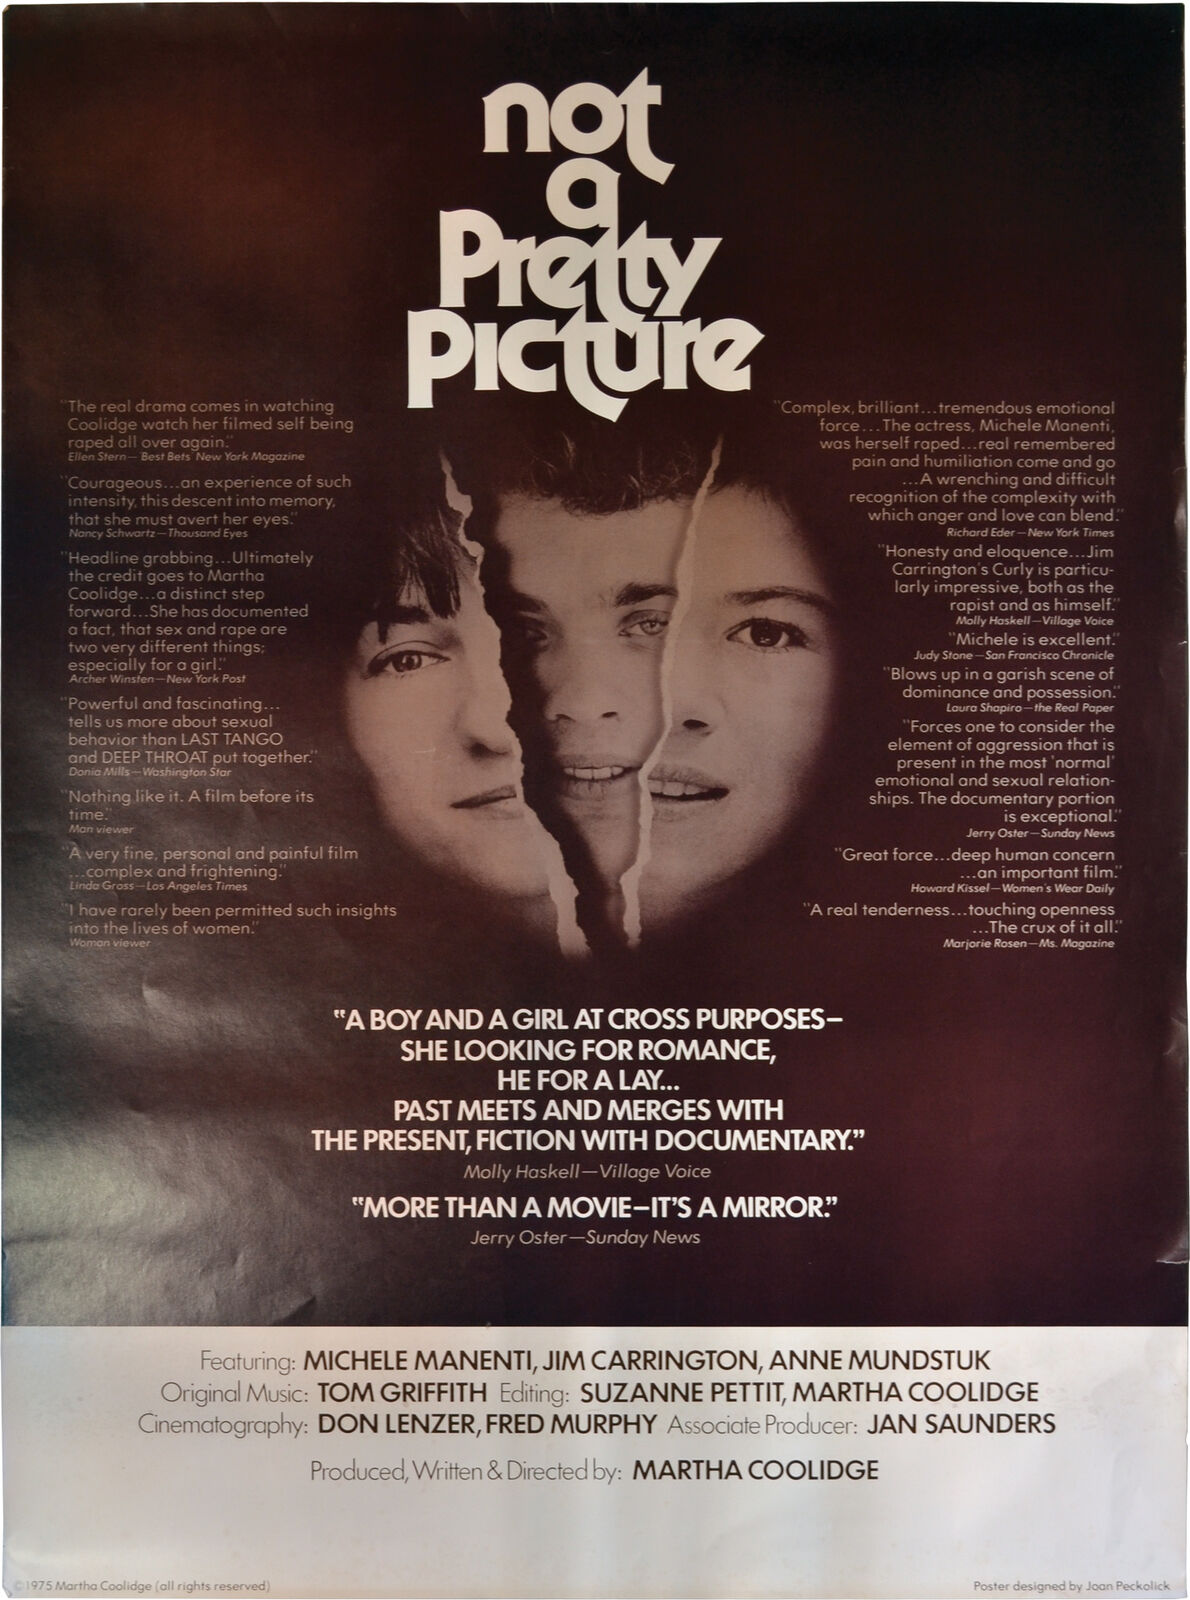 not
a
Pretty
Picture
"The real drama comes in watching
Coolidge watch her filmed self being
raped all over again."
Ellen Stern—Best Bets New York Magazine
"Courageous...an experience of such
intensity, this descent into memory,
that she must avert her eyes."
Nancy Schwartz—Thousand Eyes
"Headline grabbing...Ultimately
the credit goes to Martha
Coolidge...a distinct step
forward...She has documented
a fact, that sex and rape are
two very different things;
especially for a girl."
Archer Winsten—New York Post
"Powerful and fascinating...
tells us more about sexual
behavior than LAST TANGO
and DEEP THROAT put together."
Donia Mills—Washington Star
"Nothing like it. A film before its
time."
Man viewer
"A very fine, personal and painful film
...complex and frightening."
Linda Gross—Los Angeles Times
"I have rarely been permitted such insights
into the lives of women."
Woman viewer
"Complex, brilliant...tremendous emotional
force...The actress, Michele Manenti,
was herself raped...real remembered
pain and humiliation come and go
...A wrenching and difficult
recognition of the complexity with
which anger and love can blend."
Richard Eder—New York Times
"Honesty and eloquence...Jim
Carrington's Curly is particu-
larly impressive, both as the
rapist and as himself."
Molly Haskell—Village Voice
"Michele is excellent."
Judy Stone—San Francisco Chronicle
"Blows up in a garish scene of
dominance and possession."
Laura Shapiro—the Real Paper
"Forces one to consider the
element of aggression that is
present in the most 'normal'
emotional and sexual relation-
ships. The documentary portion
is exceptional."
Jerry Oster—Sunday News
"Great force...deep human concern
...an important film."
Howard Kissel—Women's Wear Daily
"A real tenderness...touching openness
...The crux of it all."
Marjorie Rosen—Ms. Magazine
"A BOY AND A GIRL AT CROSS PURPOSES–
SHE LOOKING FOR ROMANCE,
HE FOR A LAY...
PAST MEETS AND MERGES WITH
THE PRESENT, FICTION WITH DOCUMENTARY."
Molly Haskell—Village Voice
"MORE THAN A MOVIE–IT'S A MIRROR."
Jerry Oster—Sunday News
Featuring: MICHELE MANENTI, JIM CARRINGTON, ANNE MUNDSTUK
Original Music: TOM GRIFFITH Editing: SUZANNE PETTIT, MARTHA COOLIDGE
Cinematography: DON LENZER, FRED MURPHY Associate Producer: JAN SAUNDERS
Produced, Written & Directed by: MARTHA COOLIDGE
©1975 Martha Coolidge (all rights reserved)
Poster designed by Joan Peckolick